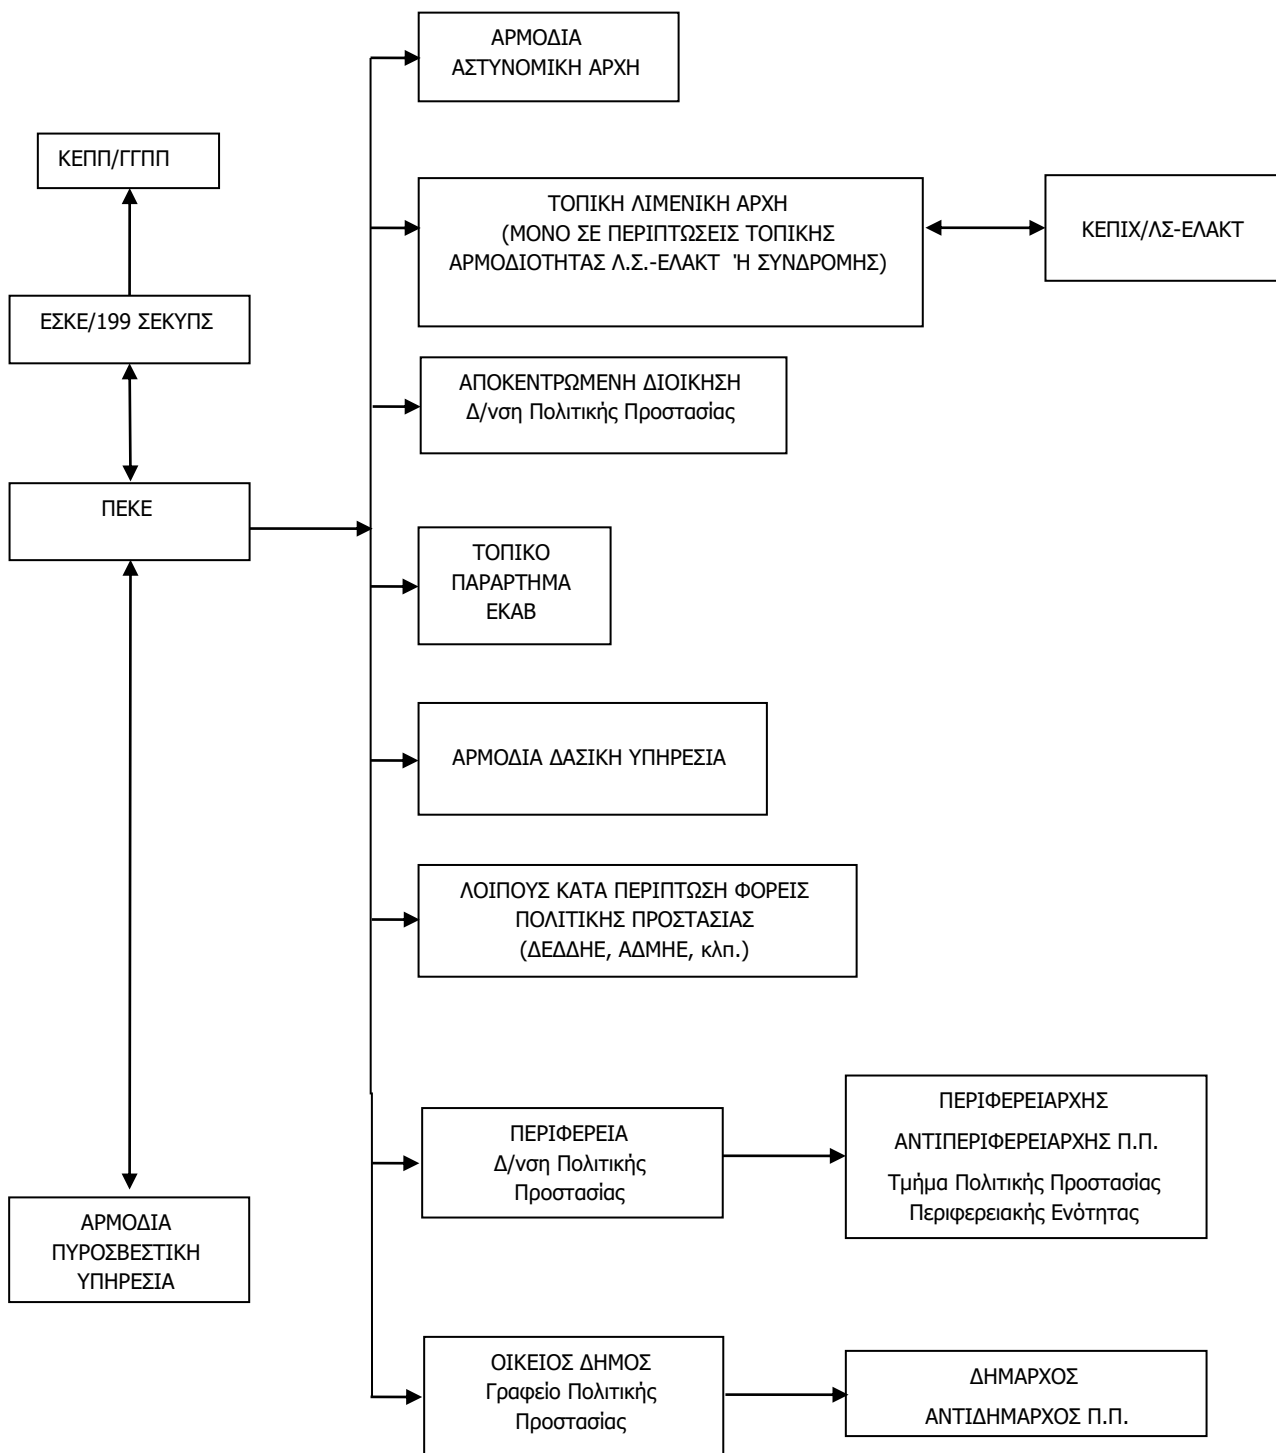 ΑΡΜΟΔΙΑ
ΑΣΤΥΝΟΜΙΚΗ ΑΡΧΗ
ΚΕΠΠ/ΓΓΠΠ
ΤΟΠΙΚΗ ΛΙΜΕΝΙΚΗ ΑΡΧΗ
(ΜΟΝΟ ΣΕ ΠΕΡΙΠΤΩΣΕΙΣ ΤΟΠΙΚΗΣ
ΑΡΜΟΔΙΟΤΗΤΑΣ Λ.Σ.-ΕΛΑΚΤ Ή ΣΥΝΔΡΟΜΗΣ)
ΚΕΠΙΧ/ΛΣ-ΕΛΑΚΤ
ΕΣΚΕ/199 ΣΕΚΥΠΣ
ΑΠΟΚΕΝΤΡΩΜΕΝΗ ΔΙΟΙΚΗΣΗ
Δ/νση Πολιτικής Προστασίας
ΠΕΚΕ
ΤΟΠΙΚΟ
ΠΑΡΑΡΤΗΜΑ
ΕΚΑΒ
ΑΡΜΟΔΙΑ ΔΑΣΙΚΗ ΥΠΗΡΕΣΙΑ
ΛΟΙΠΟΥΣ ΚΑΤΑ ΠΕΡΙΠΤΩΣΗ ΦΟΡΕΙΣ
ΠΟΛΙΤΙΚΗΣ ΠΡΟΣΤΑΣΙΑΣ
(ΔΕΔΔΗΕ, ΑΔΜΗΕ, κλπ.)
ΠΕΡΙΦΕΡΕΙΑ
Δ/νση Πολιτικής
Προστασίας
ΠΕΡΙΦΕΡΕΙΑΡΧΗΣ
ΑΝΤΙΠΕΡΙΦΕΡΕΙΑΡΧΗΣ Π.Π.
Τμήμα Πολιτικής Προστασίας
Περιφερειακής Ενότητας
ΑΡΜΟΔΙΑ
ΠΥΡΟΣΒΕΣΤΙΚΗ
ΥΠΗΡΕΣΙΑ
ΟΙΚΕΙΟΣ ΔΗΜΟΣ
Γραφείο Πολιτικής
Προστασίας
ΔΗΜΑΡΧΟΣ
ΑΝΤΙΔΗΜΑΡΧΟΣ Π.Π.